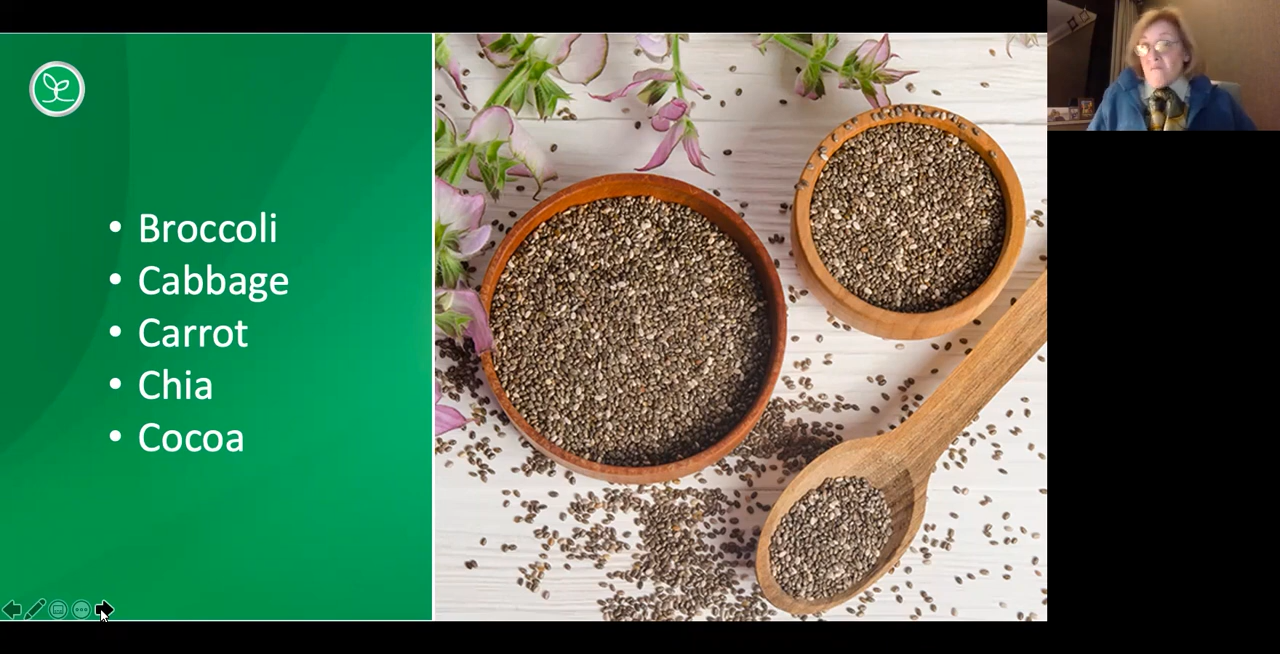 • Broccoli
• Cabbage
• Carrot
• Chia
• Cocoa